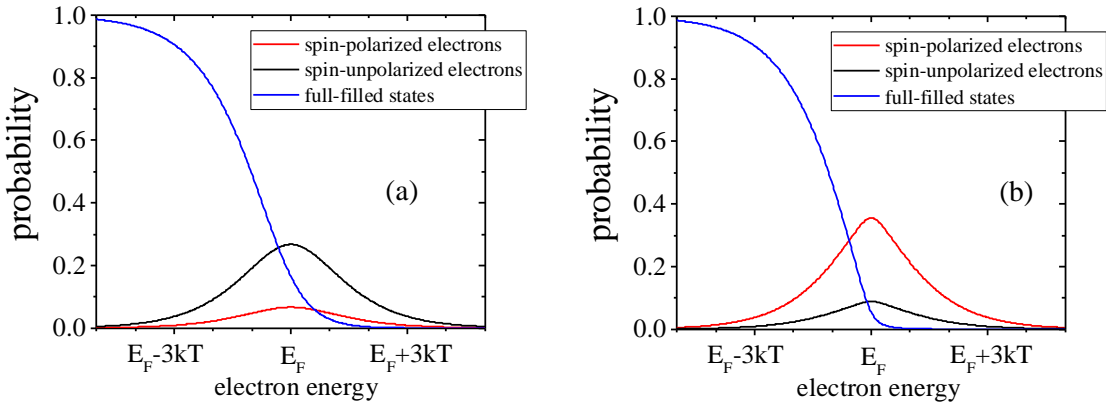 1.0
0.8
0.6
0.4
0.2
0.0
probability
spin-polarized electrons
spin-unpolarized electrons
full-filled states
(a)
E_F-3kT
E_F
E_F+3kT
electron energy
1.0
0.8
0.6
0.4
0.2
0.0
probability
spin-polarized electrons
spin-unpolarized electrons
full-filled states
(b)
E_F-3kT
E_F
E_F+3kT
electron energy